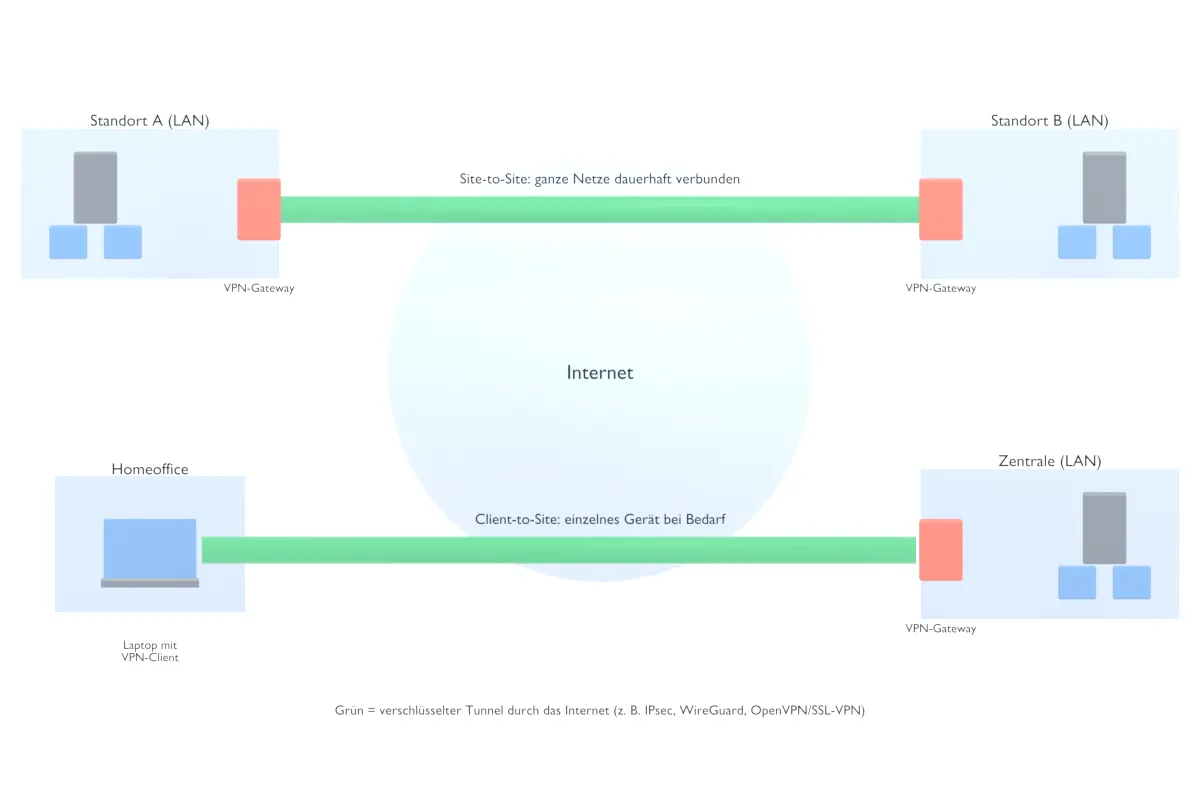 Standort A (LAN)
Standort B (LAN)
Site-to-Site: ganze Netze dauerhaft verbunden
VPN-Gateway
VPN-Gateway
Internet
Homeoffice
Zentrale (LAN)
Client-to-Site: einzelnes Gerät bei Bedarf
VPN-Gateway
Laptop mit
VPN-Client
Grün = verschlüsselter Tunnel durch das Internet (z. B. IPsec, WireGuard, OpenVPN/SSL-VPN)